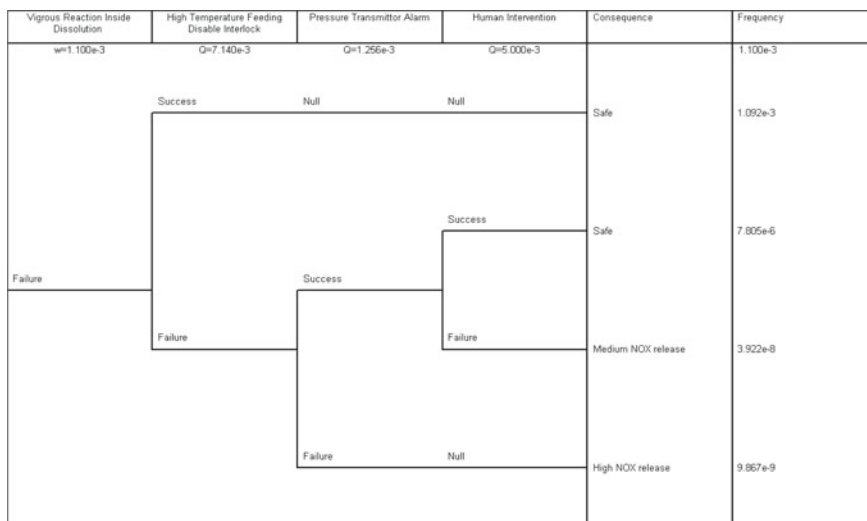 Vigrous Reaction Inside
Dissolution
High Temperature Feeding
Disable Interlock
Pressure Transmittor Alarm
Human Intervention
Consequence
Frequency
w=1.100e-3
Q=7.140e-3
Q=1.256e-3
Q=5.000e-3
1.100e-3
Success
Null
Null
Safe
1.092e-3
Success
Safe
7.805e-6
Failure
Success
Failure
Failure
Medium NOX release
3.922e-8
Failure
Null
High NOX release
9.867e-9